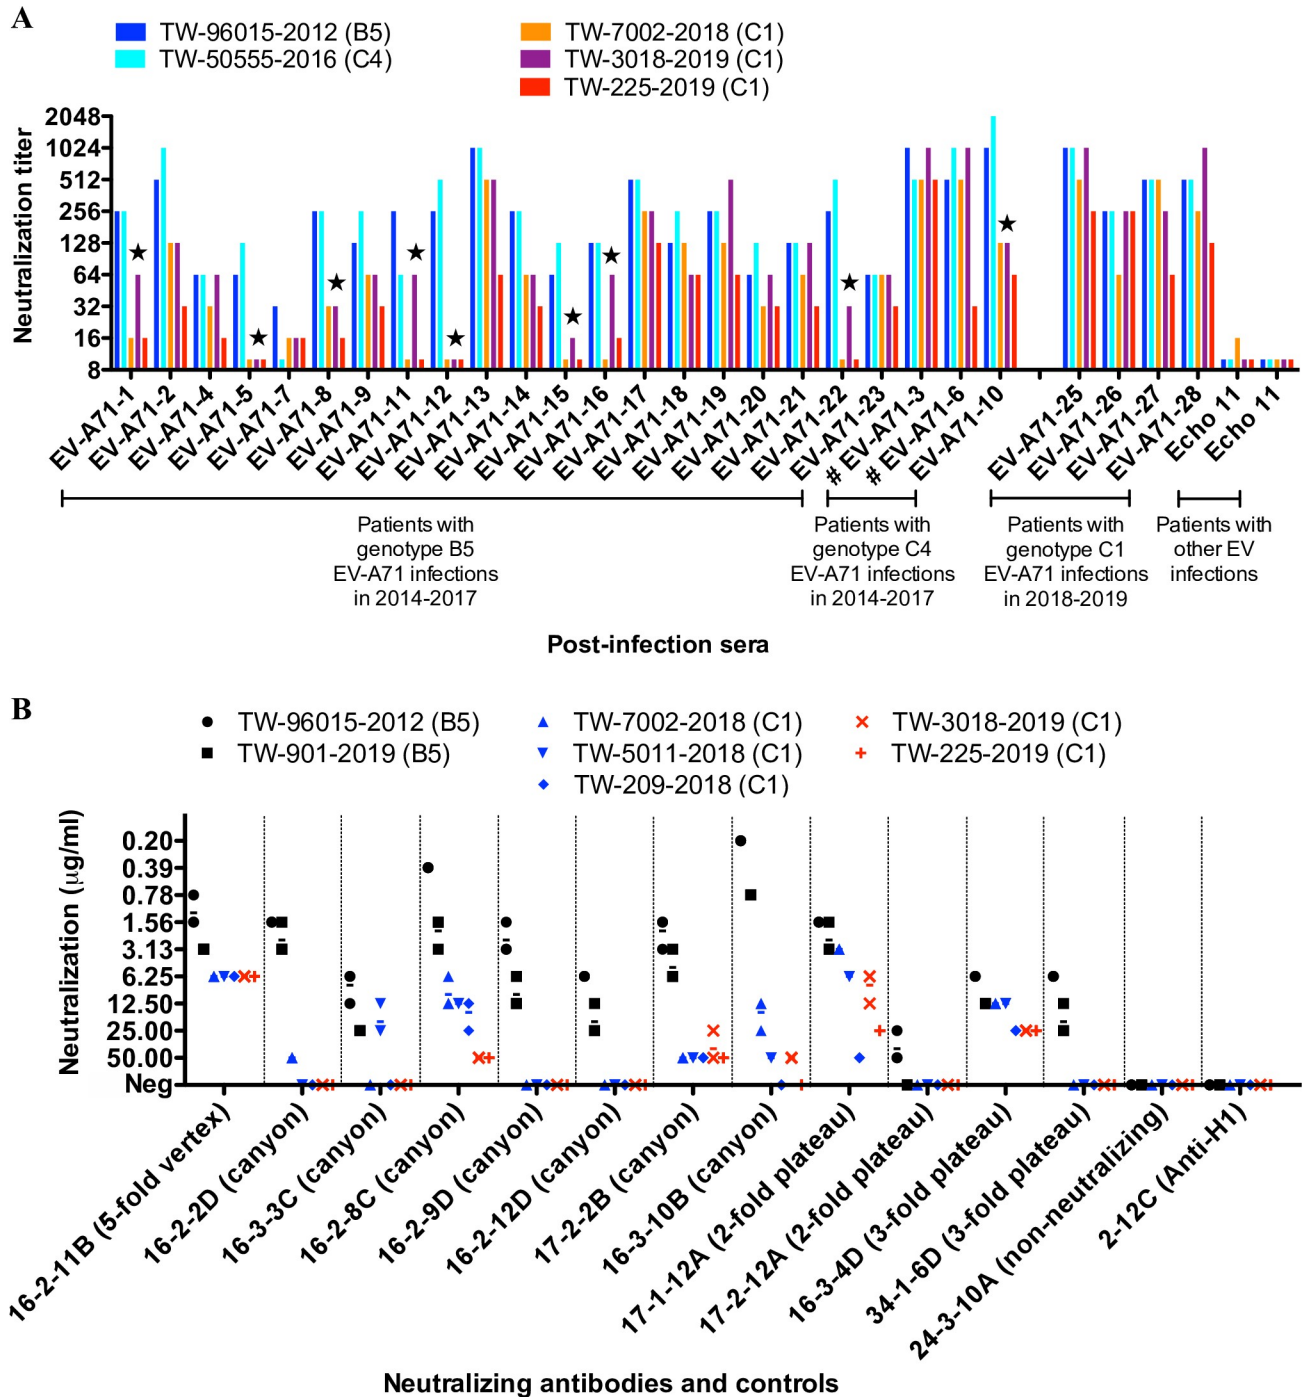 A
TW-96015-2012 (B5)
TW-50555-2016 (C4)
TW-7002-2018 (C1)
TW-3018-2019 (C1)
TW-225-2019 (C1)
Neutralization titer
2048
1024
512
256
128
64
32
16
8
EV-A71-1
EV-A71-2
EV-A71-4
EV-A71-5
EV-A71-7
EV-A71-8
EV-A71-9
EV-A71-11
EV-A71-12
EV-A71-13
EV-A71-14
EV-A71-15
EV-A71-16
EV-A71-17
EV-A71-18
EV-A71-19
EV-A71-20
EV-A71-21
EV-A71-22
EV-A71-23
# EV-A71-3
# EV-A71-6
EV-A71-10
EV-A71-25
EV-A71-26
EV-A71-27
EV-A71-28
Echo 11
Echo 11
Patients with
genotype B5
EV-A71 infections
in 2014-2017
Patients with
genotype C4
EV-A71 infections
in 2014-2017
Patients with
genotype C1
EV-A71 infections
in 2018-2019
Patients with
other EV
infections
Post-infection sera
B
TW-96015-2012 (B5)
TW-901-2019 (B5)
TW-7002-2018 (C1)
TW-5011-2018 (C1)
TW-209-2018 (C1)
TW-3018-2019 (C1)
TW-225-2019 (C1)
Neutralization (µg/ml)
0.20
0.39
0.78
1.56
3.13
6.25
12.50
25.00
50.00
Neg
16-2-11B (5-fold vertex)
16-2-2D (canyon)
16-3-3C (canyon)
16-2-8C (canyon)
16-2-9D (canyon)
16-2-12D (canyon)
17-2-2B (canyon)
16-3-10B (canyon)
17-1-12A (2-fold plateau)
17-2-12A (2-fold plateau)
16-3-4D (3-fold plateau)
34-1-6D (3-fold plateau)
24-3-10A (non-neutralizing)
2-12C (Anti-H1)
Neutralizing antibodies and controls